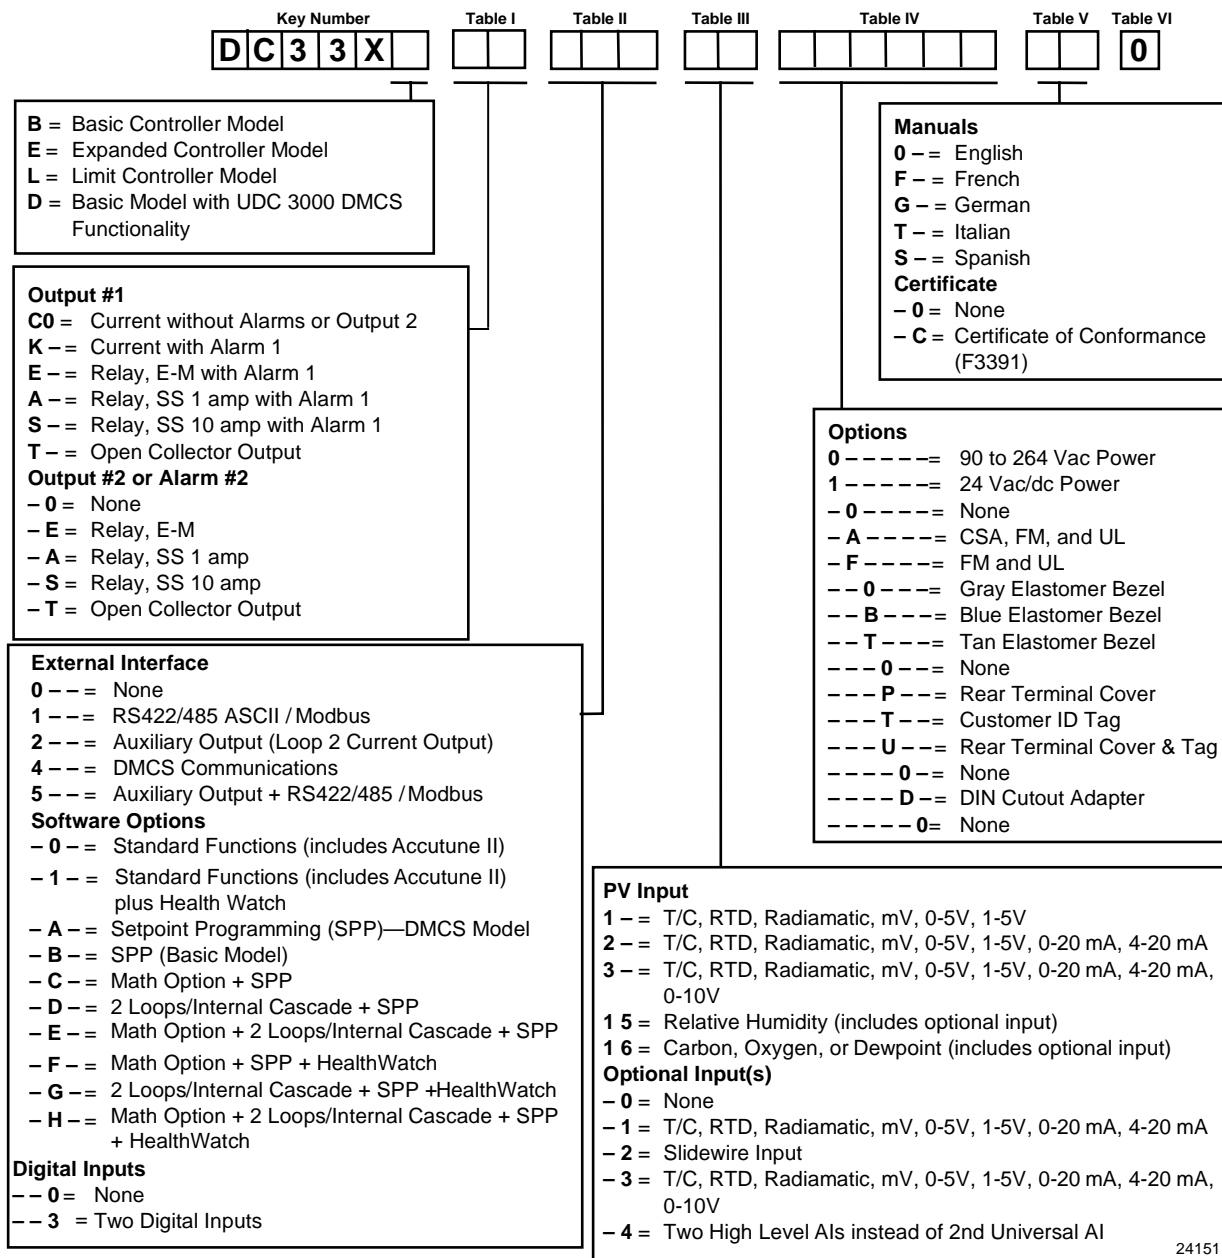 Key Number Table I Table II Table III Table IV Table V Table VI
D C 3 3 X 0
B = Basic Controller Model
E = Expanded Controller Model
L = Limit Controller Model
D = Basic Model with UDC 3000 DMCS
Functionality
Output #1
C0 = Current without Alarms or Output 2
K – = Current with Alarm 1
E – = Relay, E-M with Alarm 1
A – = Relay, SS 1 amp with Alarm 1
S – = Relay, SS 10 amp with Alarm 1
T – = Open Collector Output
Output #2 or Alarm #2
– 0 = None
– E = Relay, E-M
– A = Relay, SS 1 amp
– S = Relay, SS 10 amp
– T = Open Collector Output
External Interface
0 – – = None
1 – – = RS422/485 ASCII / Modbus
2 – – = Auxiliary Output (Loop 2 Current Output)
4 – – = DMCS Communications
5 – – = Auxiliary Output + RS422/485 / Modbus
Software Options
– 0 – = Standard Functions (includes Accutune II)
– 1 – = Standard Functions (includes Accutune II)
plus Health Watch
– A – = Setpoint Programming (SPP)—DMCS Model
– B – = SPP (Basic Model)
– C – = Math Option + SPP
– D – = 2 Loops/Internal Cascade + SPP
– E – = Math Option + 2 Loops/Internal Cascade + SPP
– F – = Math Option + SPP + HealthWatch
– G – = 2 Loops/Internal Cascade + SPP +HealthWatch
– H – = Math Option + 2 Loops/Internal Cascade + SPP
+ HealthWatch
Digital Inputs
– – 0 = None
– – 3 = Two Digital Inputs
Manuals
0 – = English
F – = French
G – = German
T – = Italian
S – = Spanish
Certificate
– 0 = None
– C = Certificate of Conformance
(F3391)
Options
0 – – – – – = 90 to 264 Vac Power
1 – – – – – = 24 Vac/dc Power
– 0 – – – – = None
– A – – – – = CSA, FM, and UL
– F – – – – = FM and UL
– – 0 – – – = Gray Elastomer Bezel
– – B – – – = Blue Elastomer Bezel
– – T – – – = Tan Elastomer Bezel
– – – 0 – – = None
– – – P – – = Rear Terminal Cover
– – – T – – = Customer ID Tag
– – – U – – = Rear Terminal Cover & Tag
– – – – 0 – = None
– – – – D – = DIN Cutout Adapter
– – – – – 0 = None
PV Input
1 – = T/C, RTD, Radiamatic, mV, 0-5V, 1-5V
2 – = T/C, RTD, Radiamatic, mV, 0-5V, 1-5V, 0-20 mA, 4-20 mA
3 – = T/C, RTD, Radiamatic, mV, 0-5V, 1-5V, 0-20 mA, 4-20 mA,
0-10V
1 5 = Relative Humidity (includes optional input)
1 6 = Carbon, Oxygen, or Dewpoint (includes optional input)
Optional Input(s)
– 0 = None
– 1 = T/C, RTD, Radiamatic, mV, 0-5V, 1-5V, 0-20 mA, 4-20 mA
– 2 = Slidewire Input
– 3 = T/C, RTD, Radiamatic, mV, 0-5V, 1-5V, 0-20 mA, 4-20 mA,
0-10V
– 4 = Two High Level AIs instead of 2nd Universal AI
24151